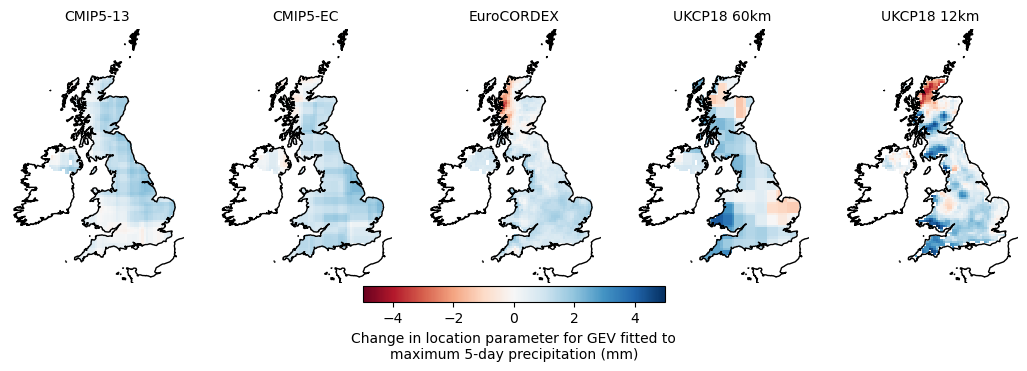 CMIP5-13 CMIP5-EC EuroCORDEX UKCP18 60km UKCP18 12km
−4 −2 0 2 4
Change in location parameter for GEV fitted to
maximum 5-day precipitation (mm)